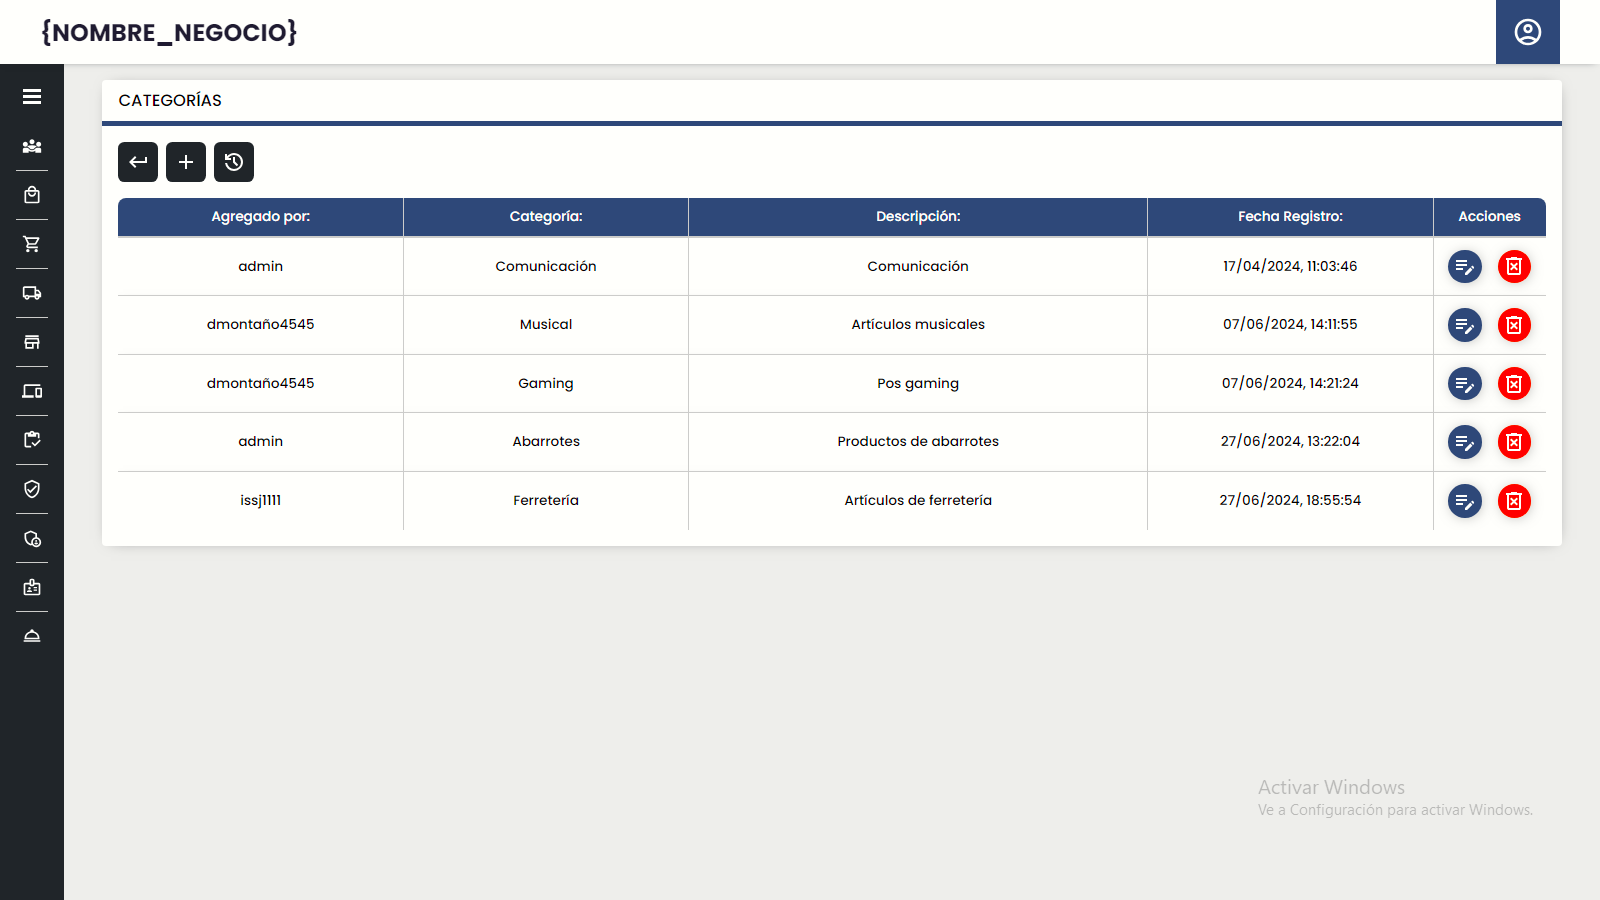 {NOMBRE_NEGOCIO}
CATEGORÍAS
Agregado por: Categoría: Descripción: Fecha Registro: Acciones
admin Comunicación Comunicación 17/04/2024, 11:03:46
dmontaño4545 Musical Artículos musicales 07/06/2024, 14:11:55
dmontaño4545 Gaming Pos gaming 07/06/2024, 14:21:24
admin Abarrotes Productos de abarrotes 27/06/2024, 13:22:04
issj1111 Ferretería Artículos de ferretería 27/06/2024, 18:55:54
Activar Windows
Ve a Configuración para activar Windows.